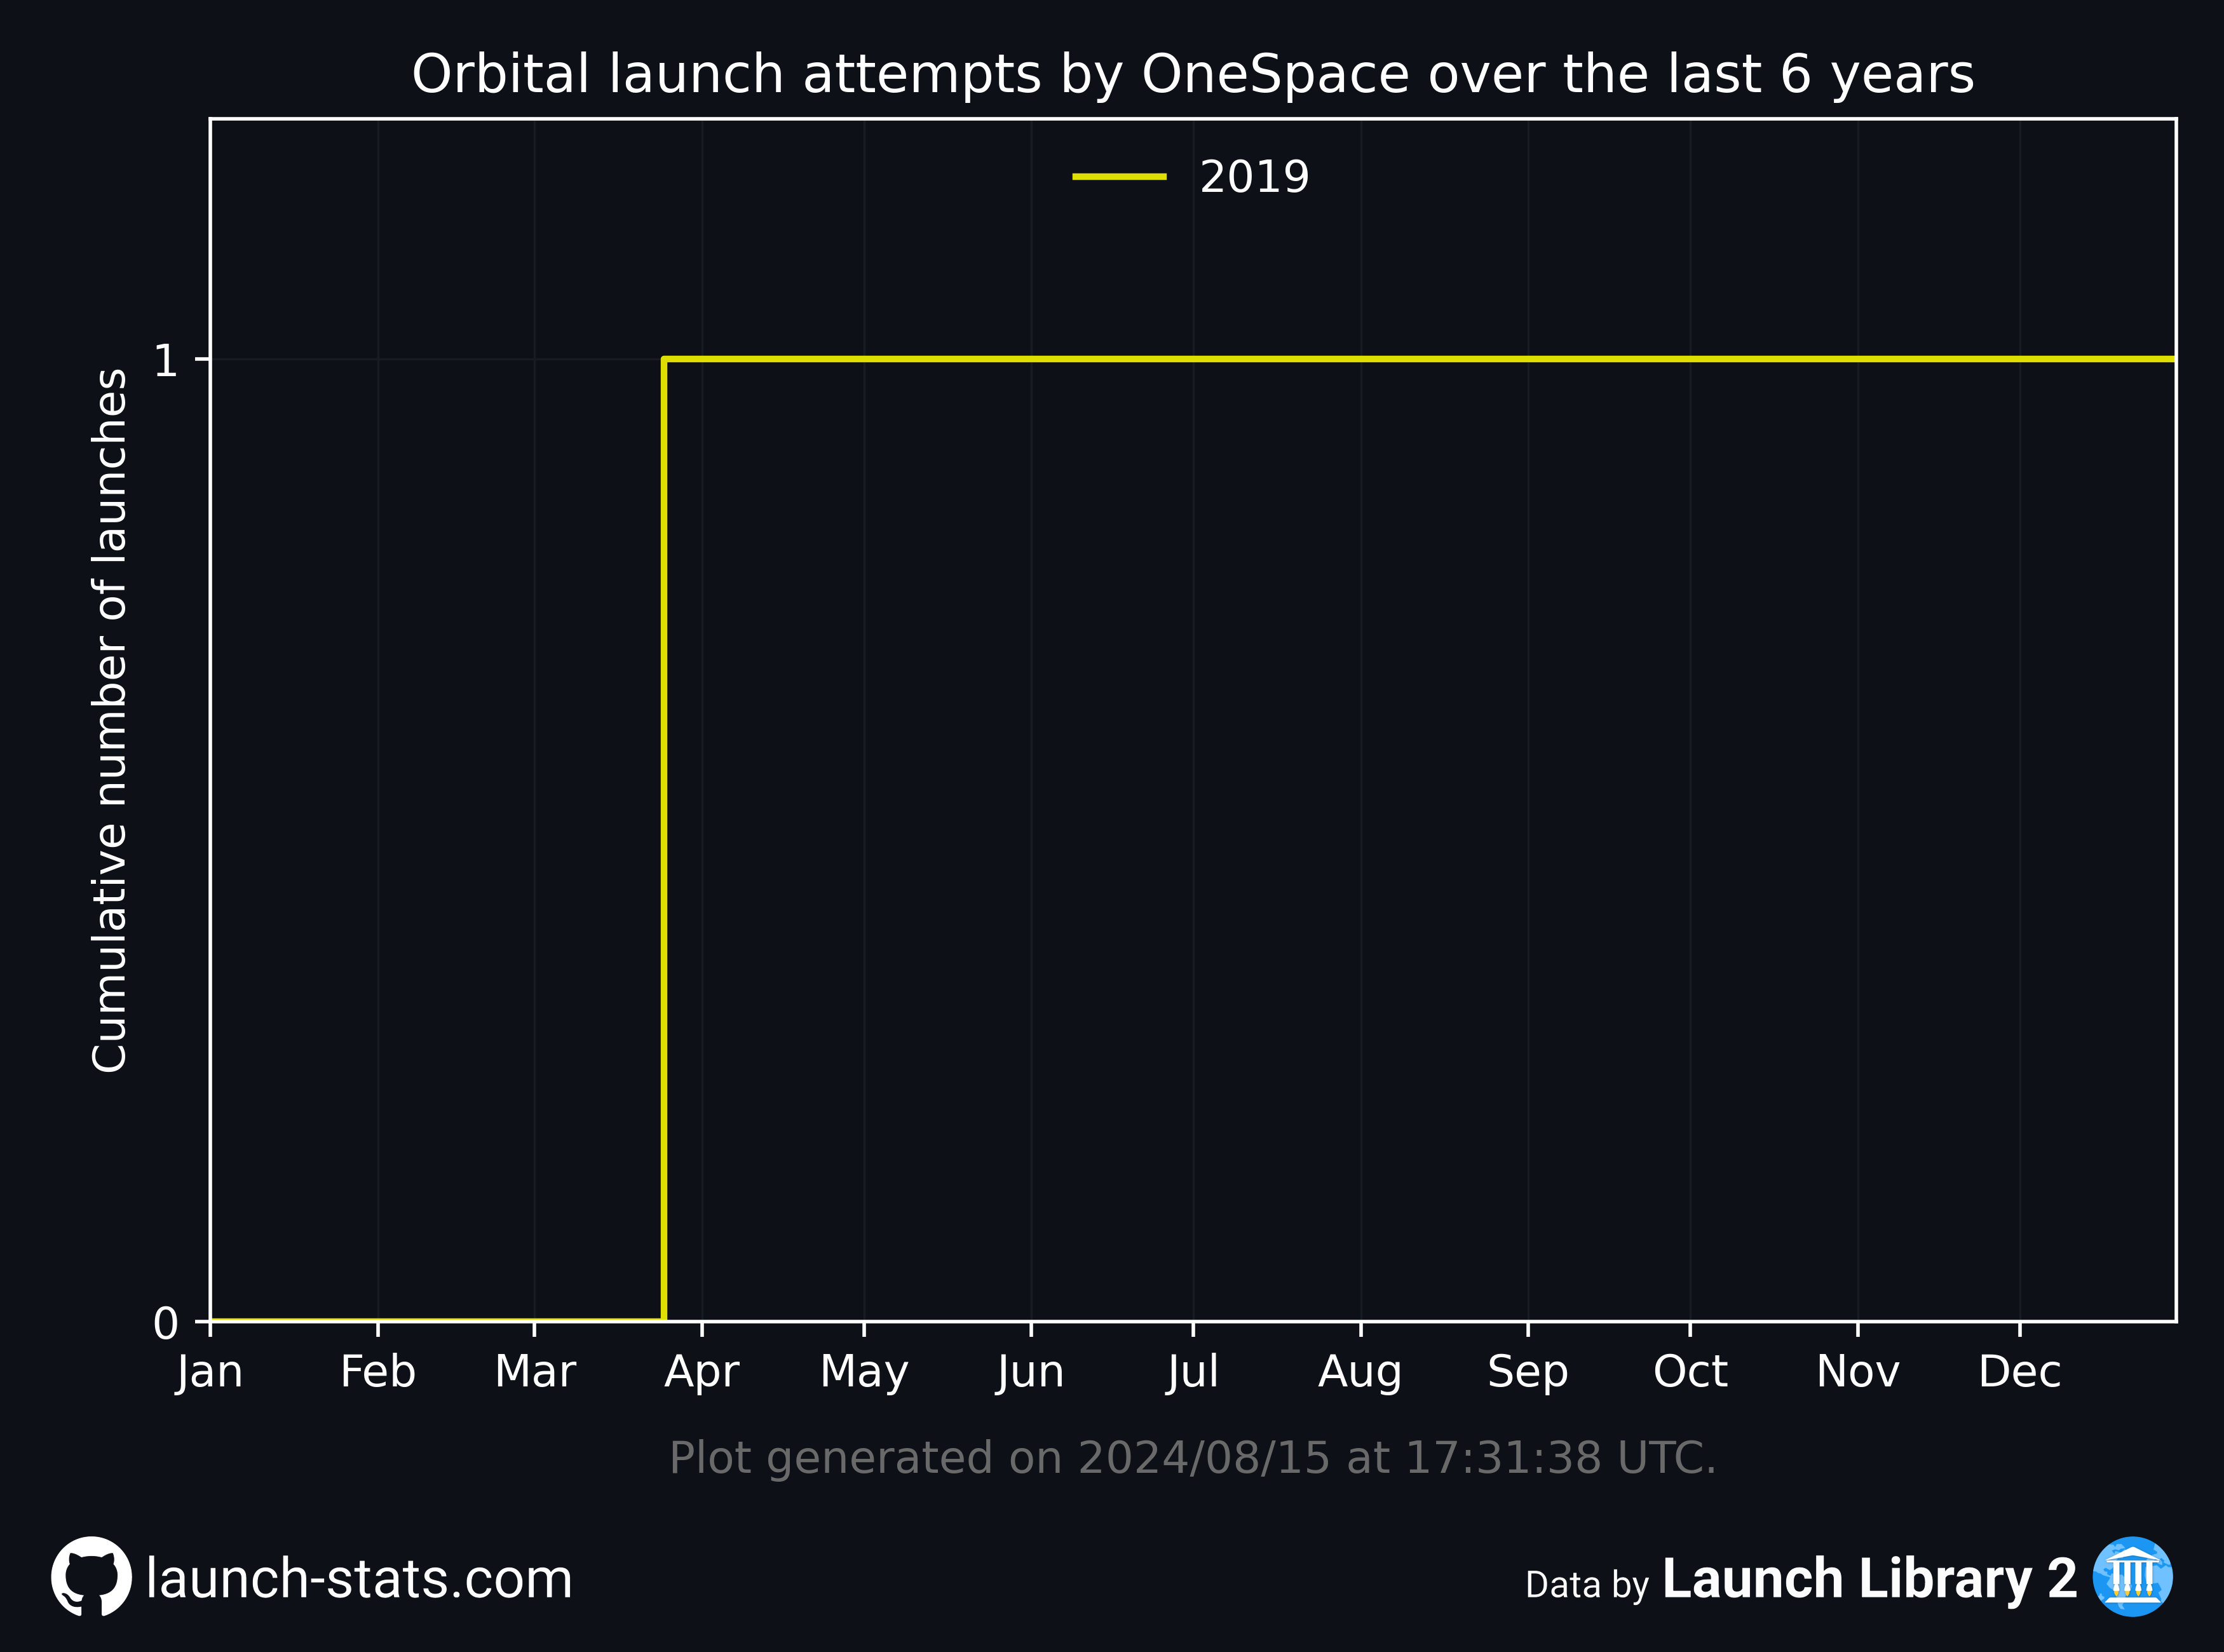 Orbital launch attempts by OneSpace over the last 6 years
2019
Cumulative number of launches
1
0
Jan Feb Mar Apr May Jun Jul Aug Sep Oct Nov Dec
Plot generated on 2024/08/15 at 17:31:38 UTC.
launch-stats.com
Data by Launch Library 2